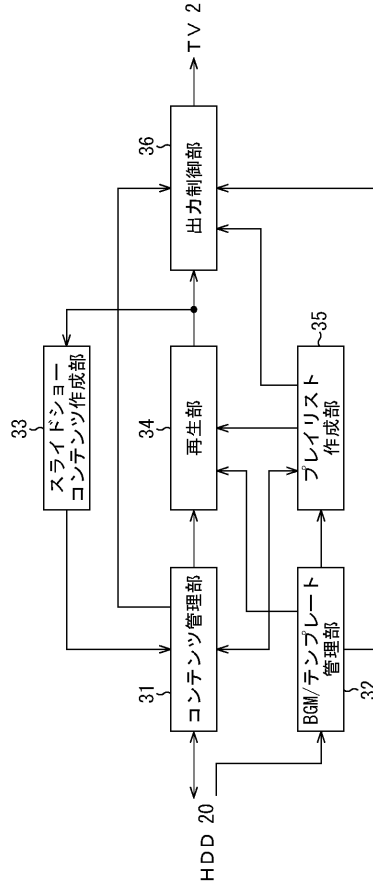 33
スライドショー
コンテンツ作成部
31
コンテンツ管理部
34
再生部
36
出力制御部
TV 2
HDD 20
BGM/テンプレート
管理部
32
プレイリスト
作成部
35